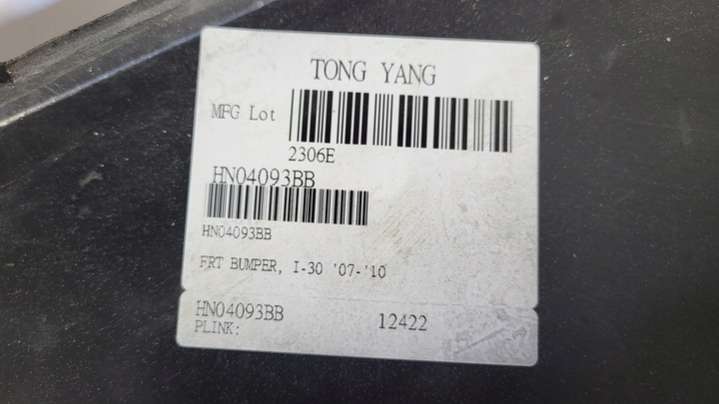 TONG YANG
MFG Lot
2306E
HN04093BB
HN04093BB
FRT BUMPER, I-30 '07-'10
HN04093BB 12422
PLINK: